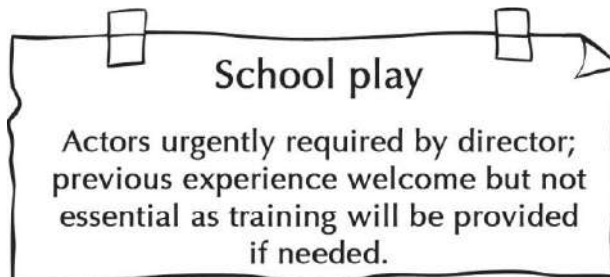 School play
Actors urgently required by director;
previous experience welcome but not
essential as training will be provided
if needed.